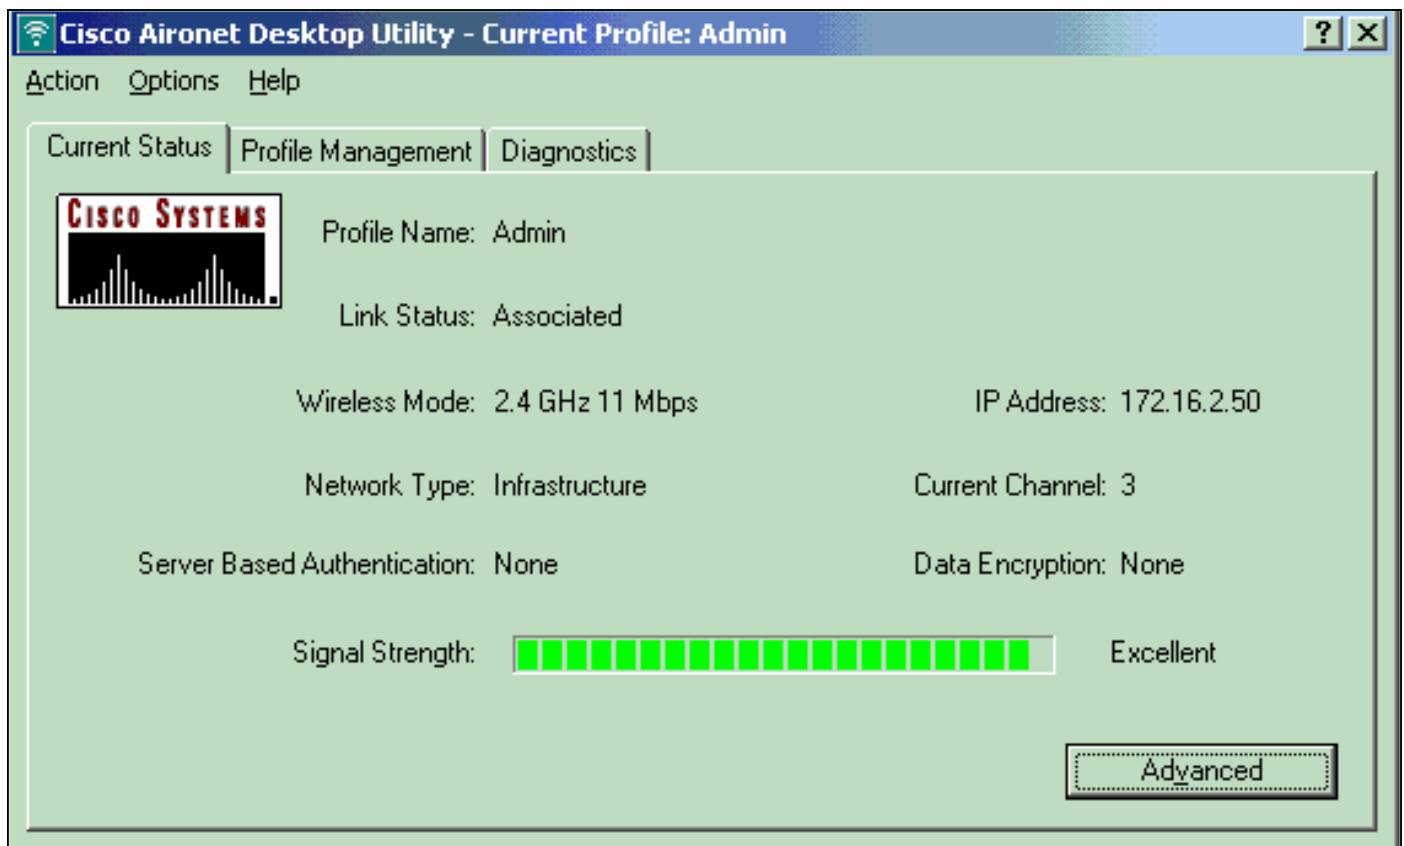 Cisco Aironet Desktop Utility - Current Profile: Admin
Action Options Help
Current Status Profile Management Diagnostics
CISCO SYSTEMS
Profile Name: Admin
Link Status: Associated
Wireless Mode: 2.4 GHz 11 Mbps IP Address: 172.16.2.50
Network Type: Infrastructure Current Channel: 3
Server Based Authentication: None Data Encryption: None
Signal Strength: Excellent
Advanced